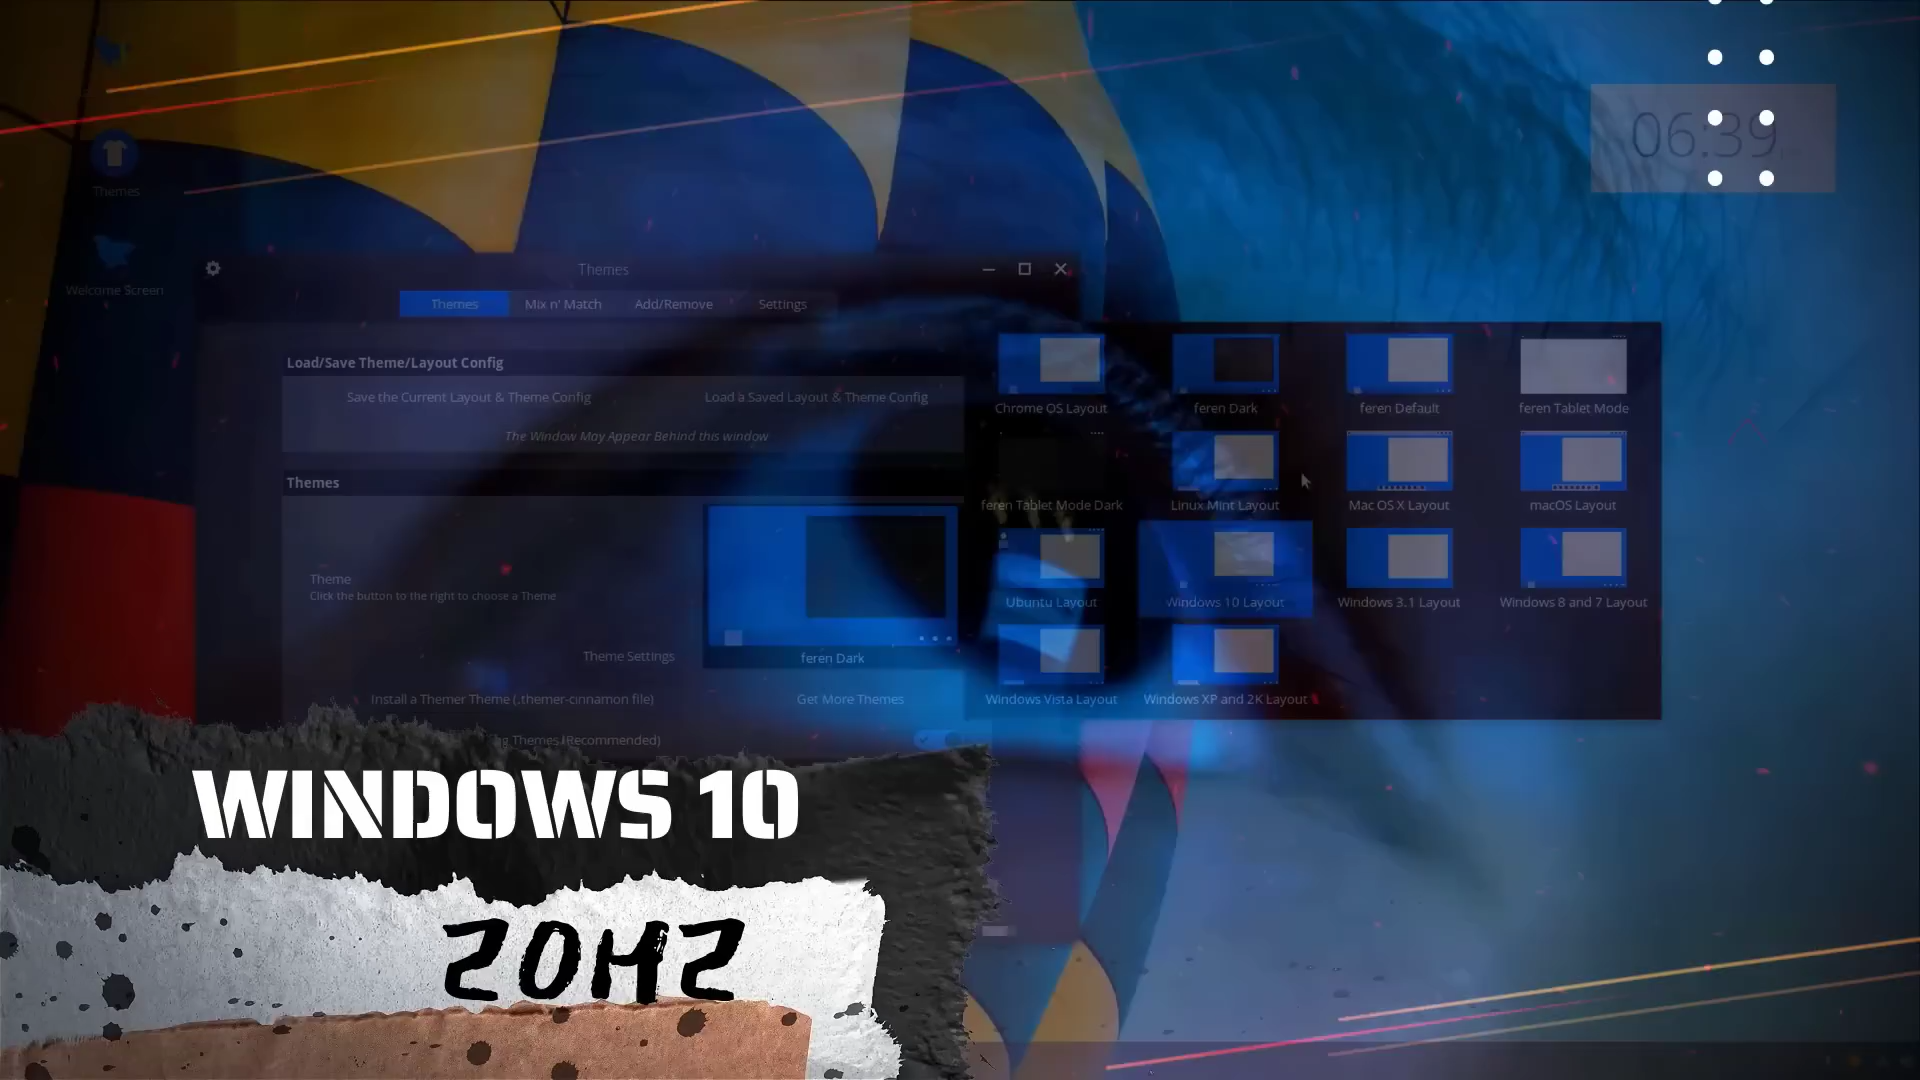 06:39
Themes
Welcome Screen
Themes
Themes Mix n' Match Add/Remove Settings
Load/Save Theme/Layout Config
Save the Current Layout & Theme Config Load a Saved Layout & Theme Config
The Window May Appear Behind this window
Themes
Theme
Click the button to the right to choose a Theme
feren Dark
Theme Settings
Install a Themer Theme (.themer-cinnamon file) Get More Themes
Themes (Recommended)
Chrome OS Layout feren Dark feren Default feren Tablet Mode
feren Tablet Mode Dark Linux Mint Layout Mac OS X Layout macOS Layout
Ubuntu Layout Windows 10 Layout Windows 3.1 Layout Windows 8 and 7 Layout
Windows Vista Layout Windows XP and 2K Layout
WINDOWS 10
20H2